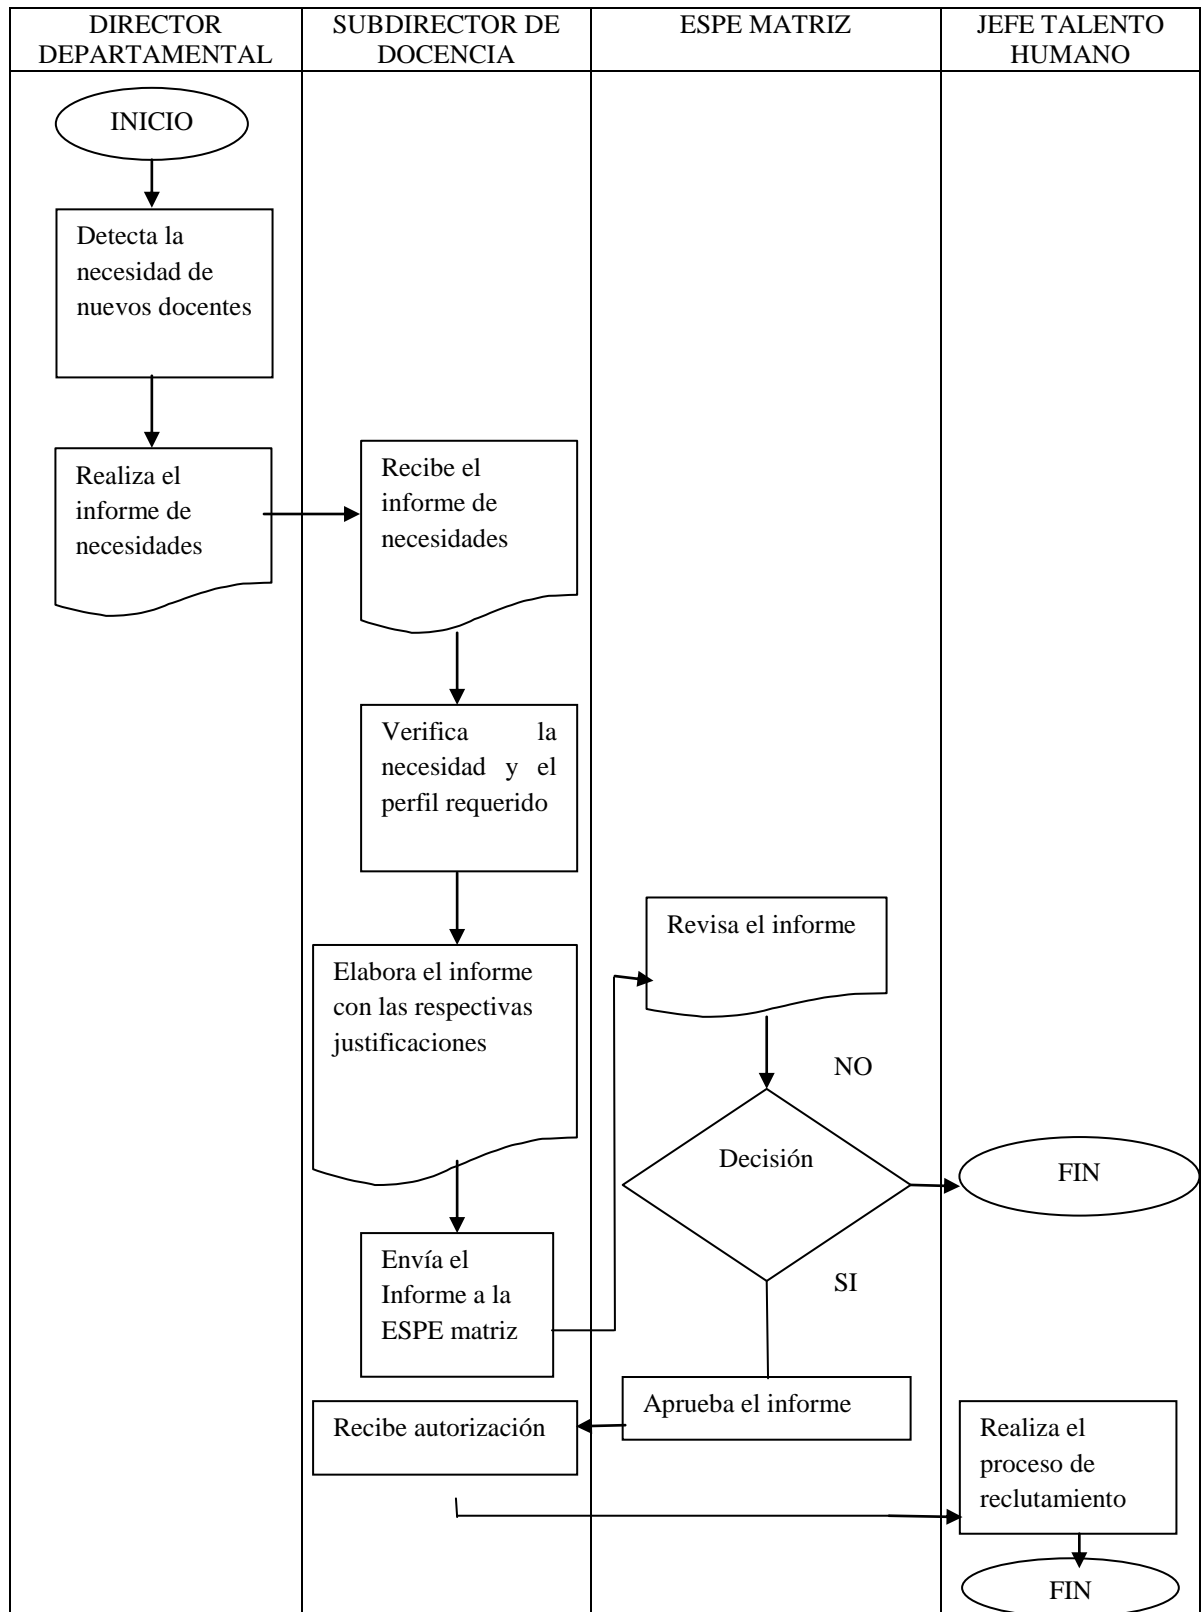 DIRECTOR
DEPARTAMENTAL
SUBDIRECTOR DE
DOCENCIA
ESPE MATRIZ
JEFE TALENTO
HUMANO
INICIO
Detecta la
necesidad de
nuevos docentes
Realiza el
informe de
necesidades
Recibe el
informe de
necesidades
Verifica la
necesidad y el
perfil requerido
Elabora el informe
con las respectivas
justificaciones
Envía el
Informe a la
ESPE matriz
Revisa el informe
NO
Decisión
FIN
SI
Aprueba el informe
Recibe autorización
Realiza el
proceso de
reclutamiento
FIN